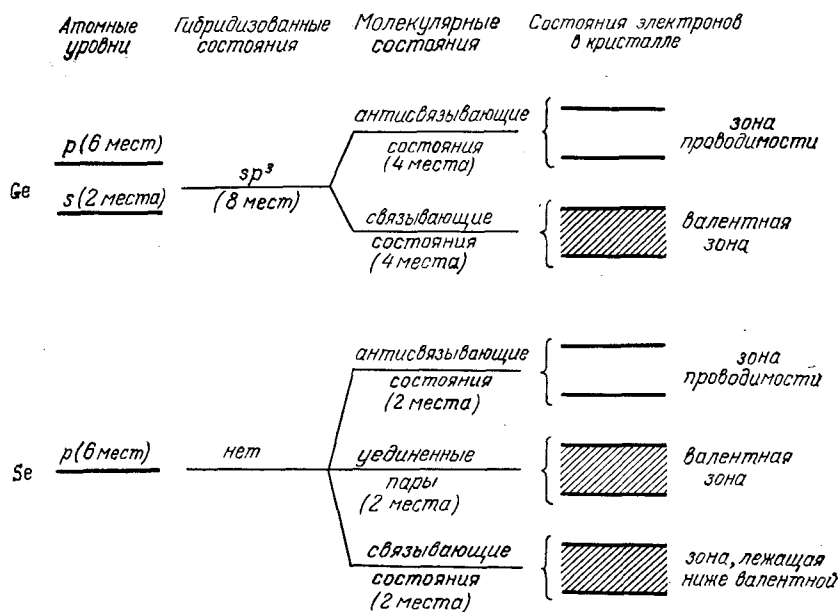 Атомные уровни
Гибридизованные состояния
Молекулярные состояния
Состояния электронов в кристалле
Ge
p (6 мест)
s (2 места)
sp³
(8 мест)
антисвязывающие
состояния
(4 места)
связывающие
состояния
(4 места)
зона
проводимости
валентная
зона
Se
p(6 мест)
нет
антисвязывающие
состояния
(2 места)
уединенные
пары
(2 места)
связывающие
состояния
(2 места)
зона
проводимости
валентная
зона
зона, лежащая
ниже валентной